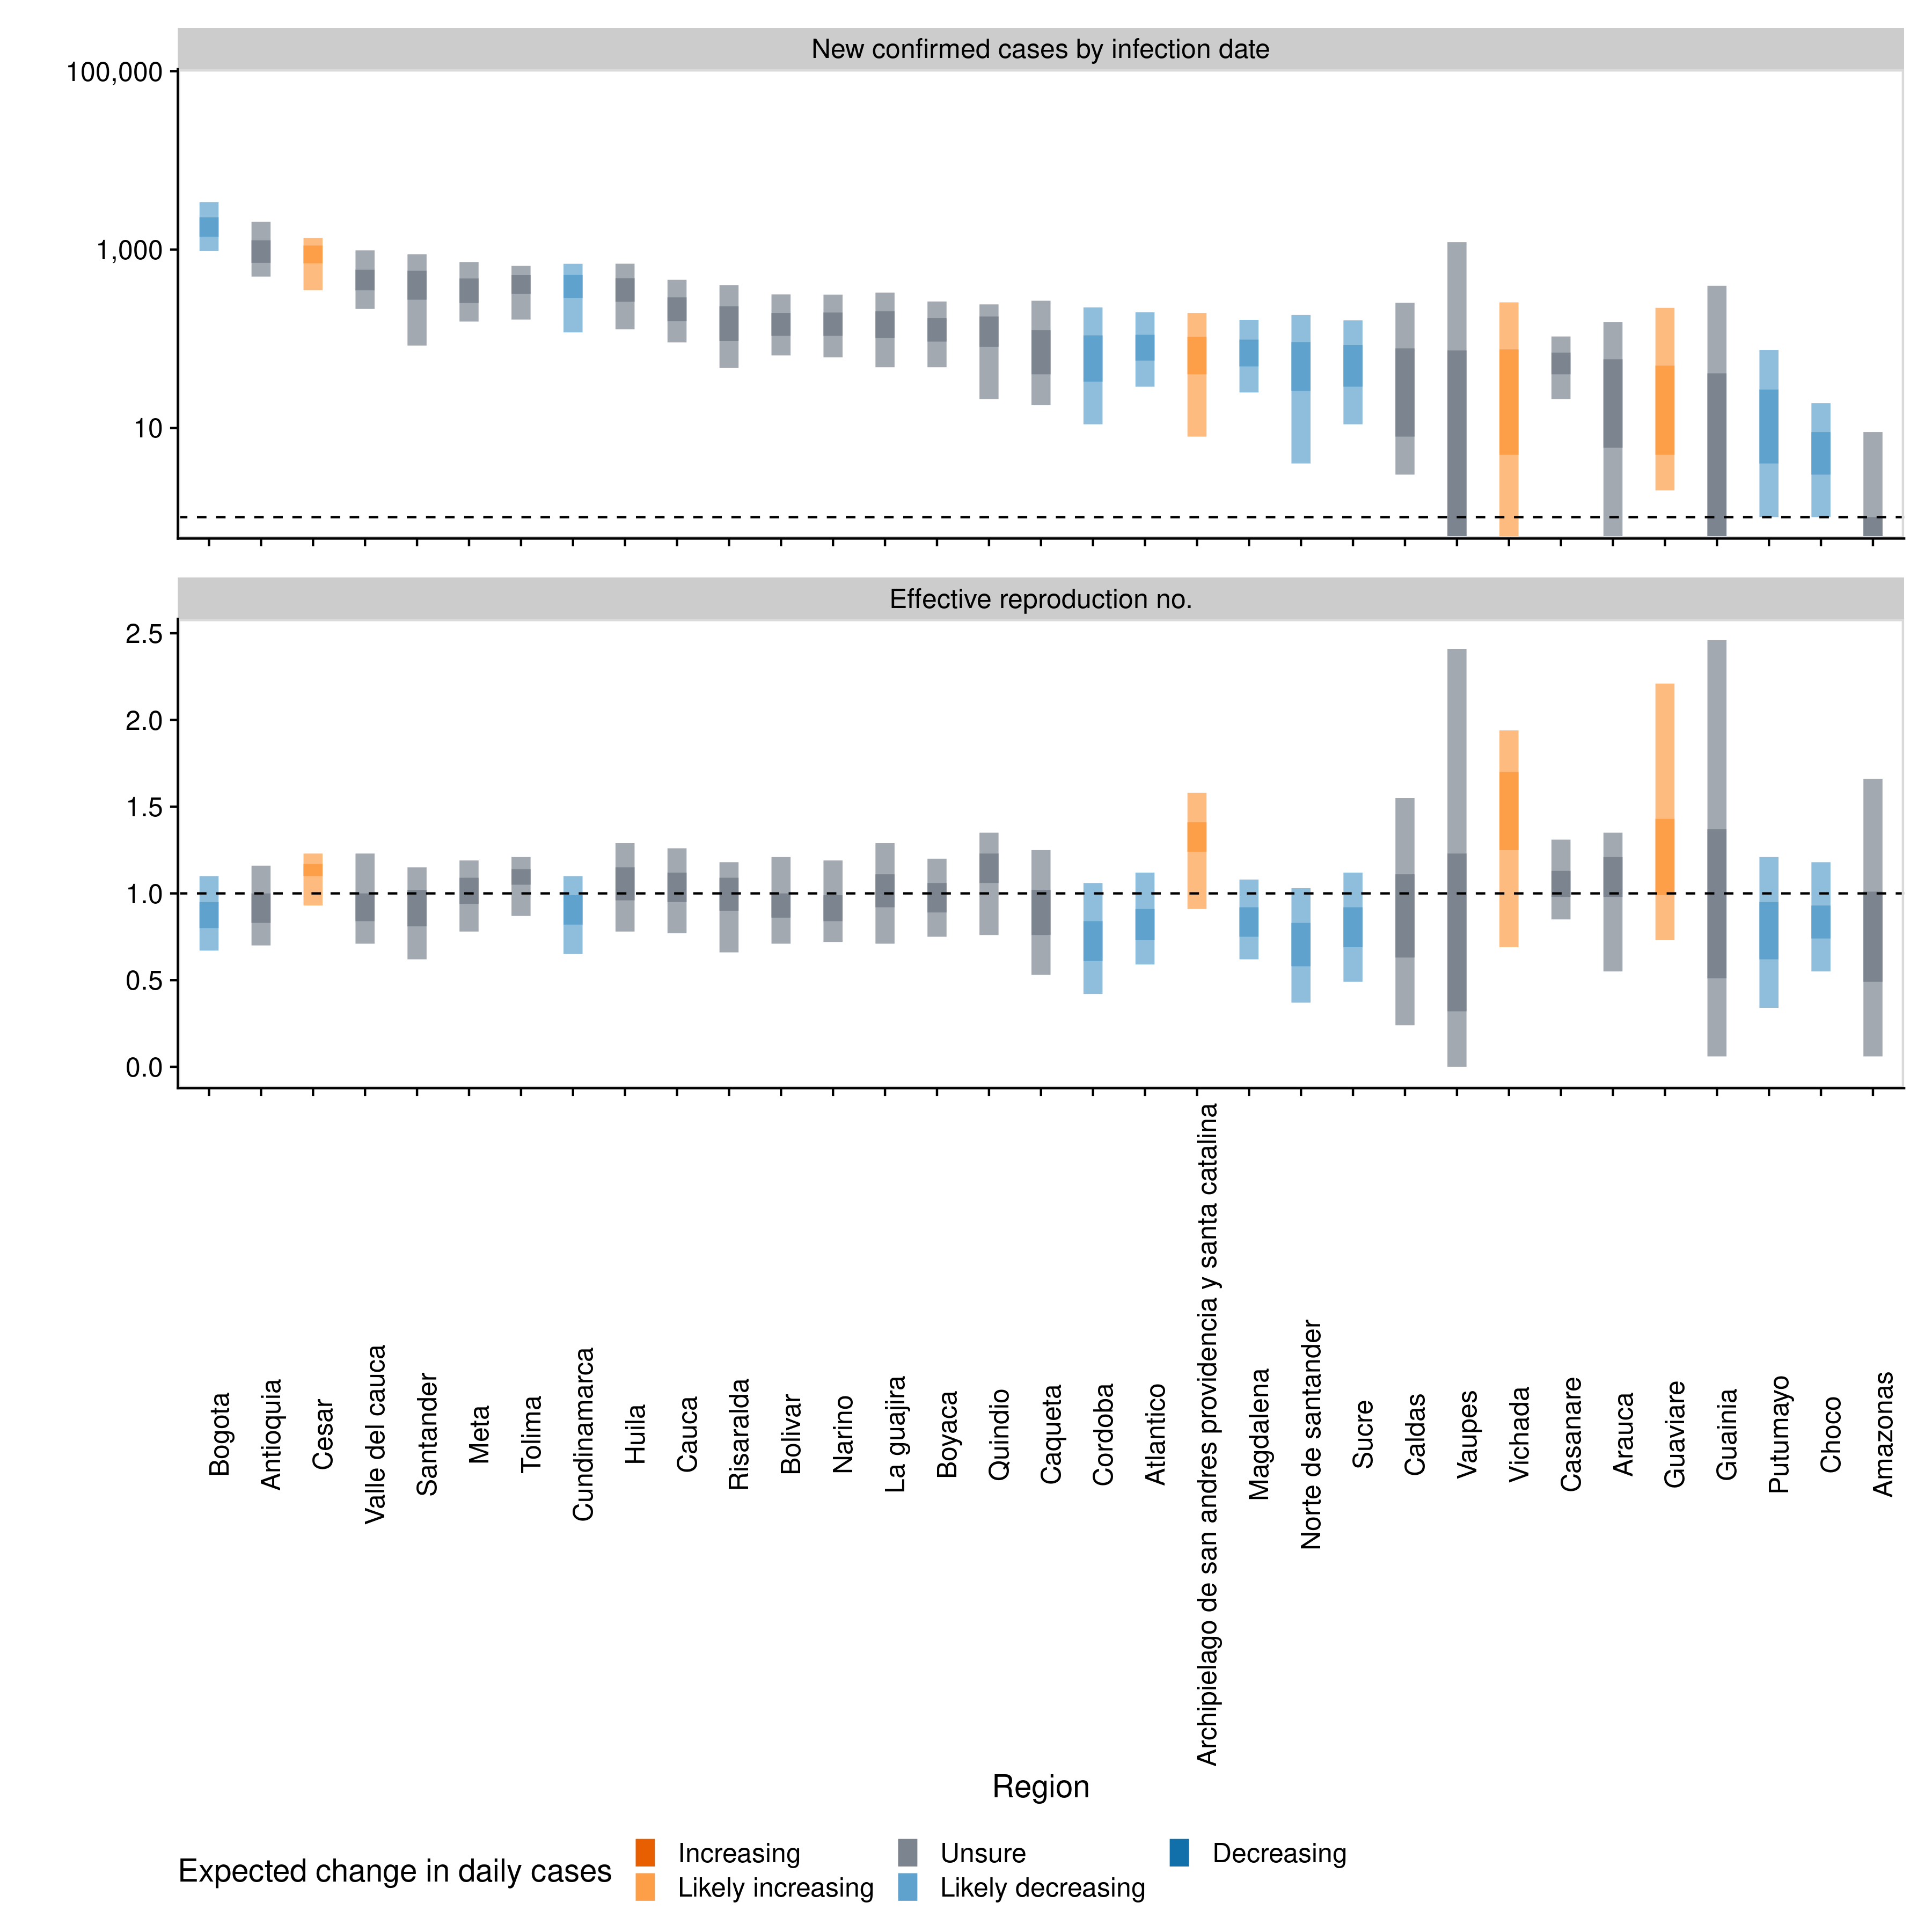 New confirmed cases by infection date
100,000
1,000
10
Effective reproduction no.
2.5
2.0
1.5
1.0
0.5
0.0
Bogota
Antioquia
Cesar
Valle del cauca
Santander
Meta
Tolima
Cundinamarca
Huila
Cauca
Risaralda
Bolivar
Narino
La guajira
Boyaca
Quindio
Caqueta
Cordoba
Atlantico
Archipielago de san andres providencia y santa catalina
Magdalena
Norte de santander
Sucre
Caldas
Vaupes
Vichada
Casanare
Arauca
Guaviare
Guainia
Putumayo
Choco
Amazonas
Region
Expected change in daily cases
Increasing
Likely increasing
Unsure
Likely decreasing
Decreasing